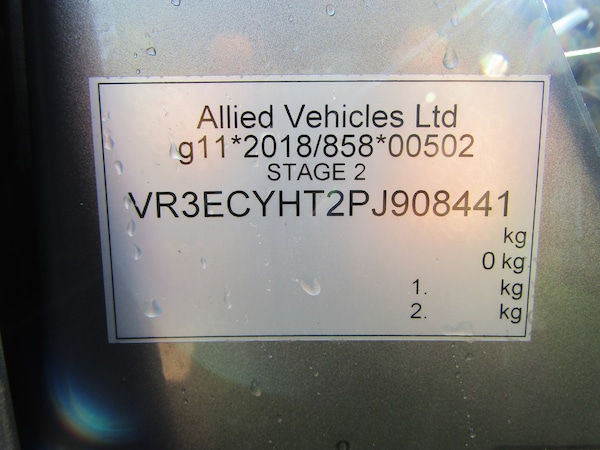 Allied Vehicles Ltd
g11*2018/858*00502
STAGE 2
VR3ECYHT2PJ908441
kg
0 kg
1. kg
2. kg